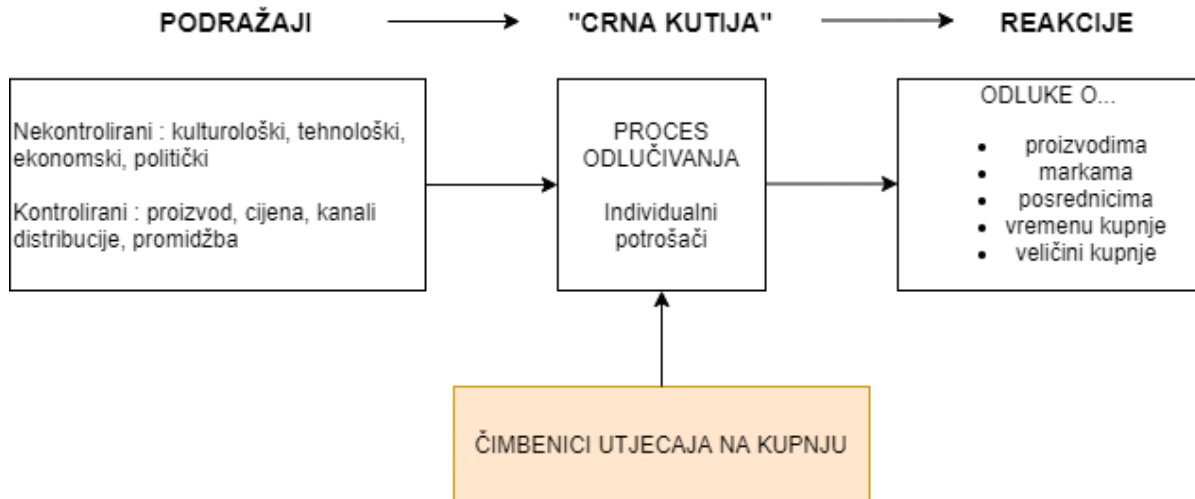 PODRAŽAJI
"CRNA KUTIJA"
REAKCIJE
Nekontrolirani : kulturološki, tehnološki,
ekonomski, politički
Kontrolirani : proizvod, cijena, kanali
distribucije, promidžba
PROCES
ODLUČIVANJA
Individualni
potrošači
ODLUKE O...
• proizvodima
• markama
• posrednicima
• vremenu kupnje
• veličini kupnje
ČIMBENICI UTJECAJA NA KUPNJU